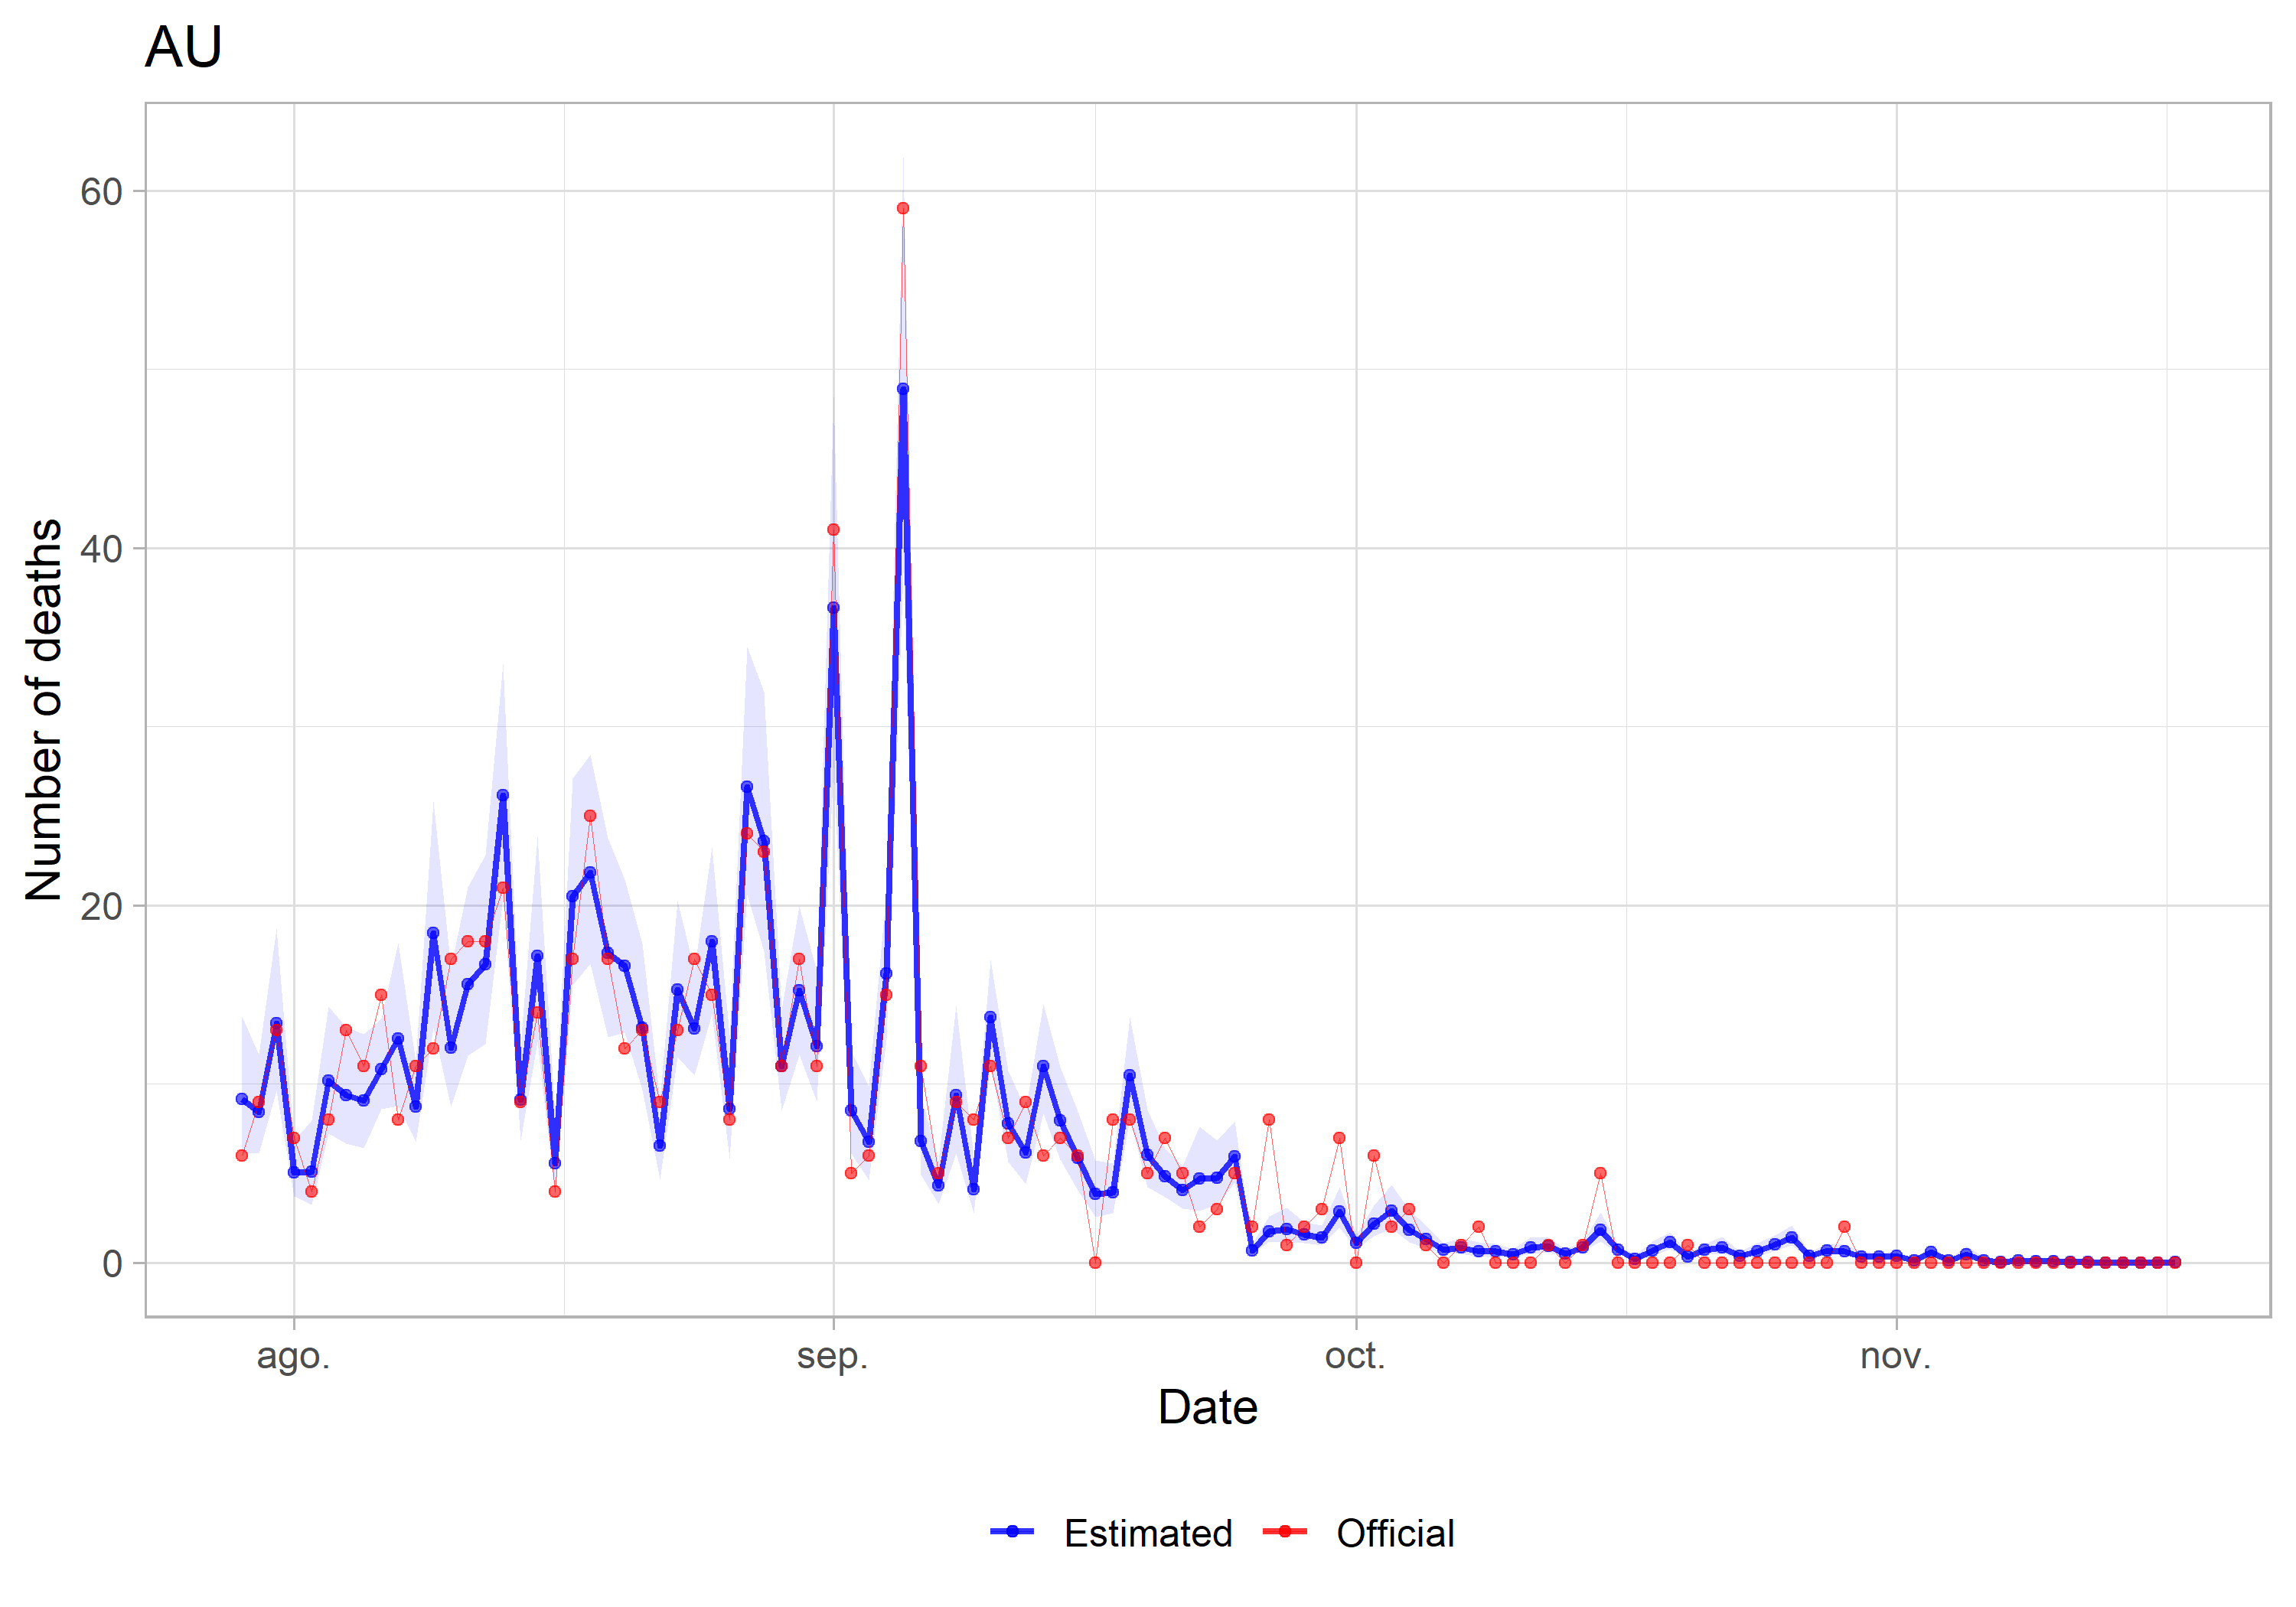 AU
Number of deaths
60
40
20
0
ago. sep. oct. nov.
Date
Estimated Official